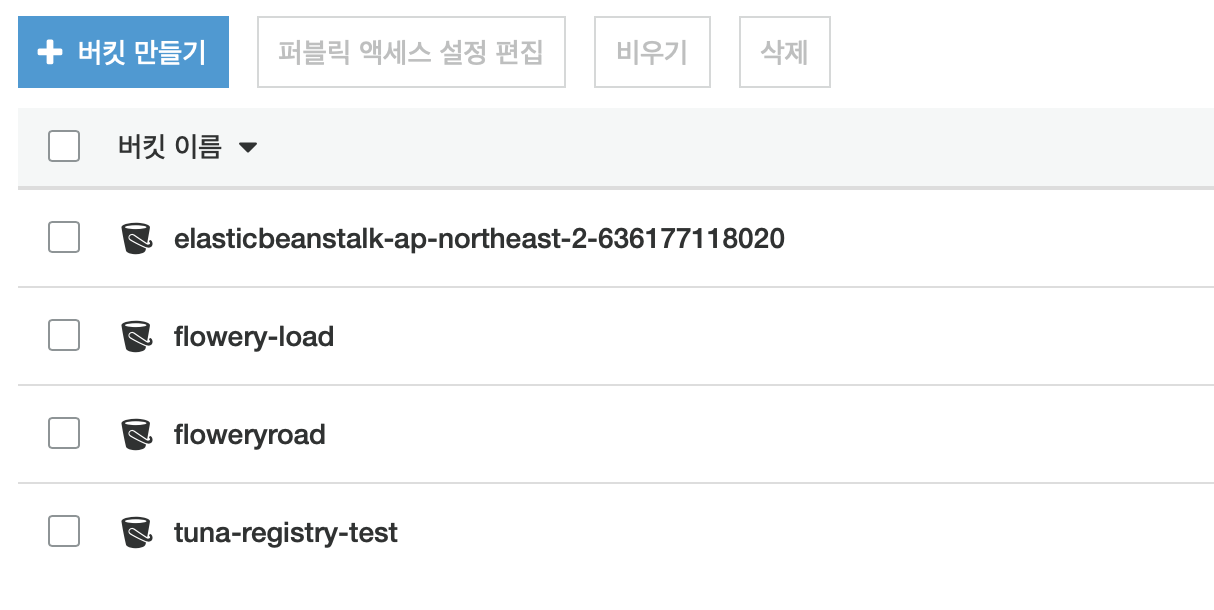 버킷 만들기 퍼블릭 액세스 설정 편집 비우기 삭제
버킷 이름
elasticbeanstalk-ap-northeast-2-636177118020
flowery-load
floweryroad
tuna-registry-test